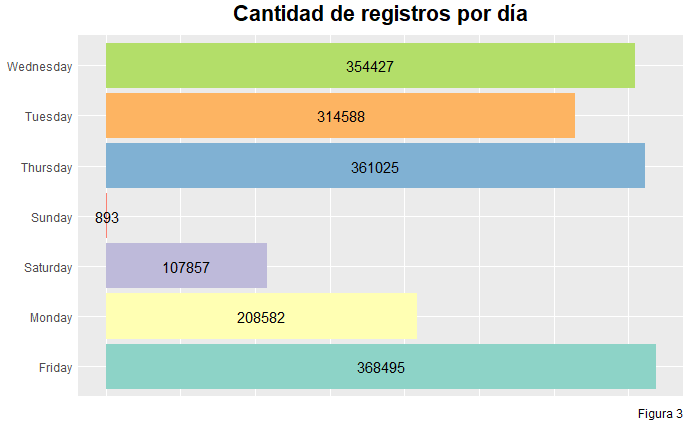 Cantidad de registros por día
Wednesday 354427
Tuesday 314588
Thursday 361025
Sunday 893
Saturday 107857
Monday 208582
Friday 368495
Figura 3